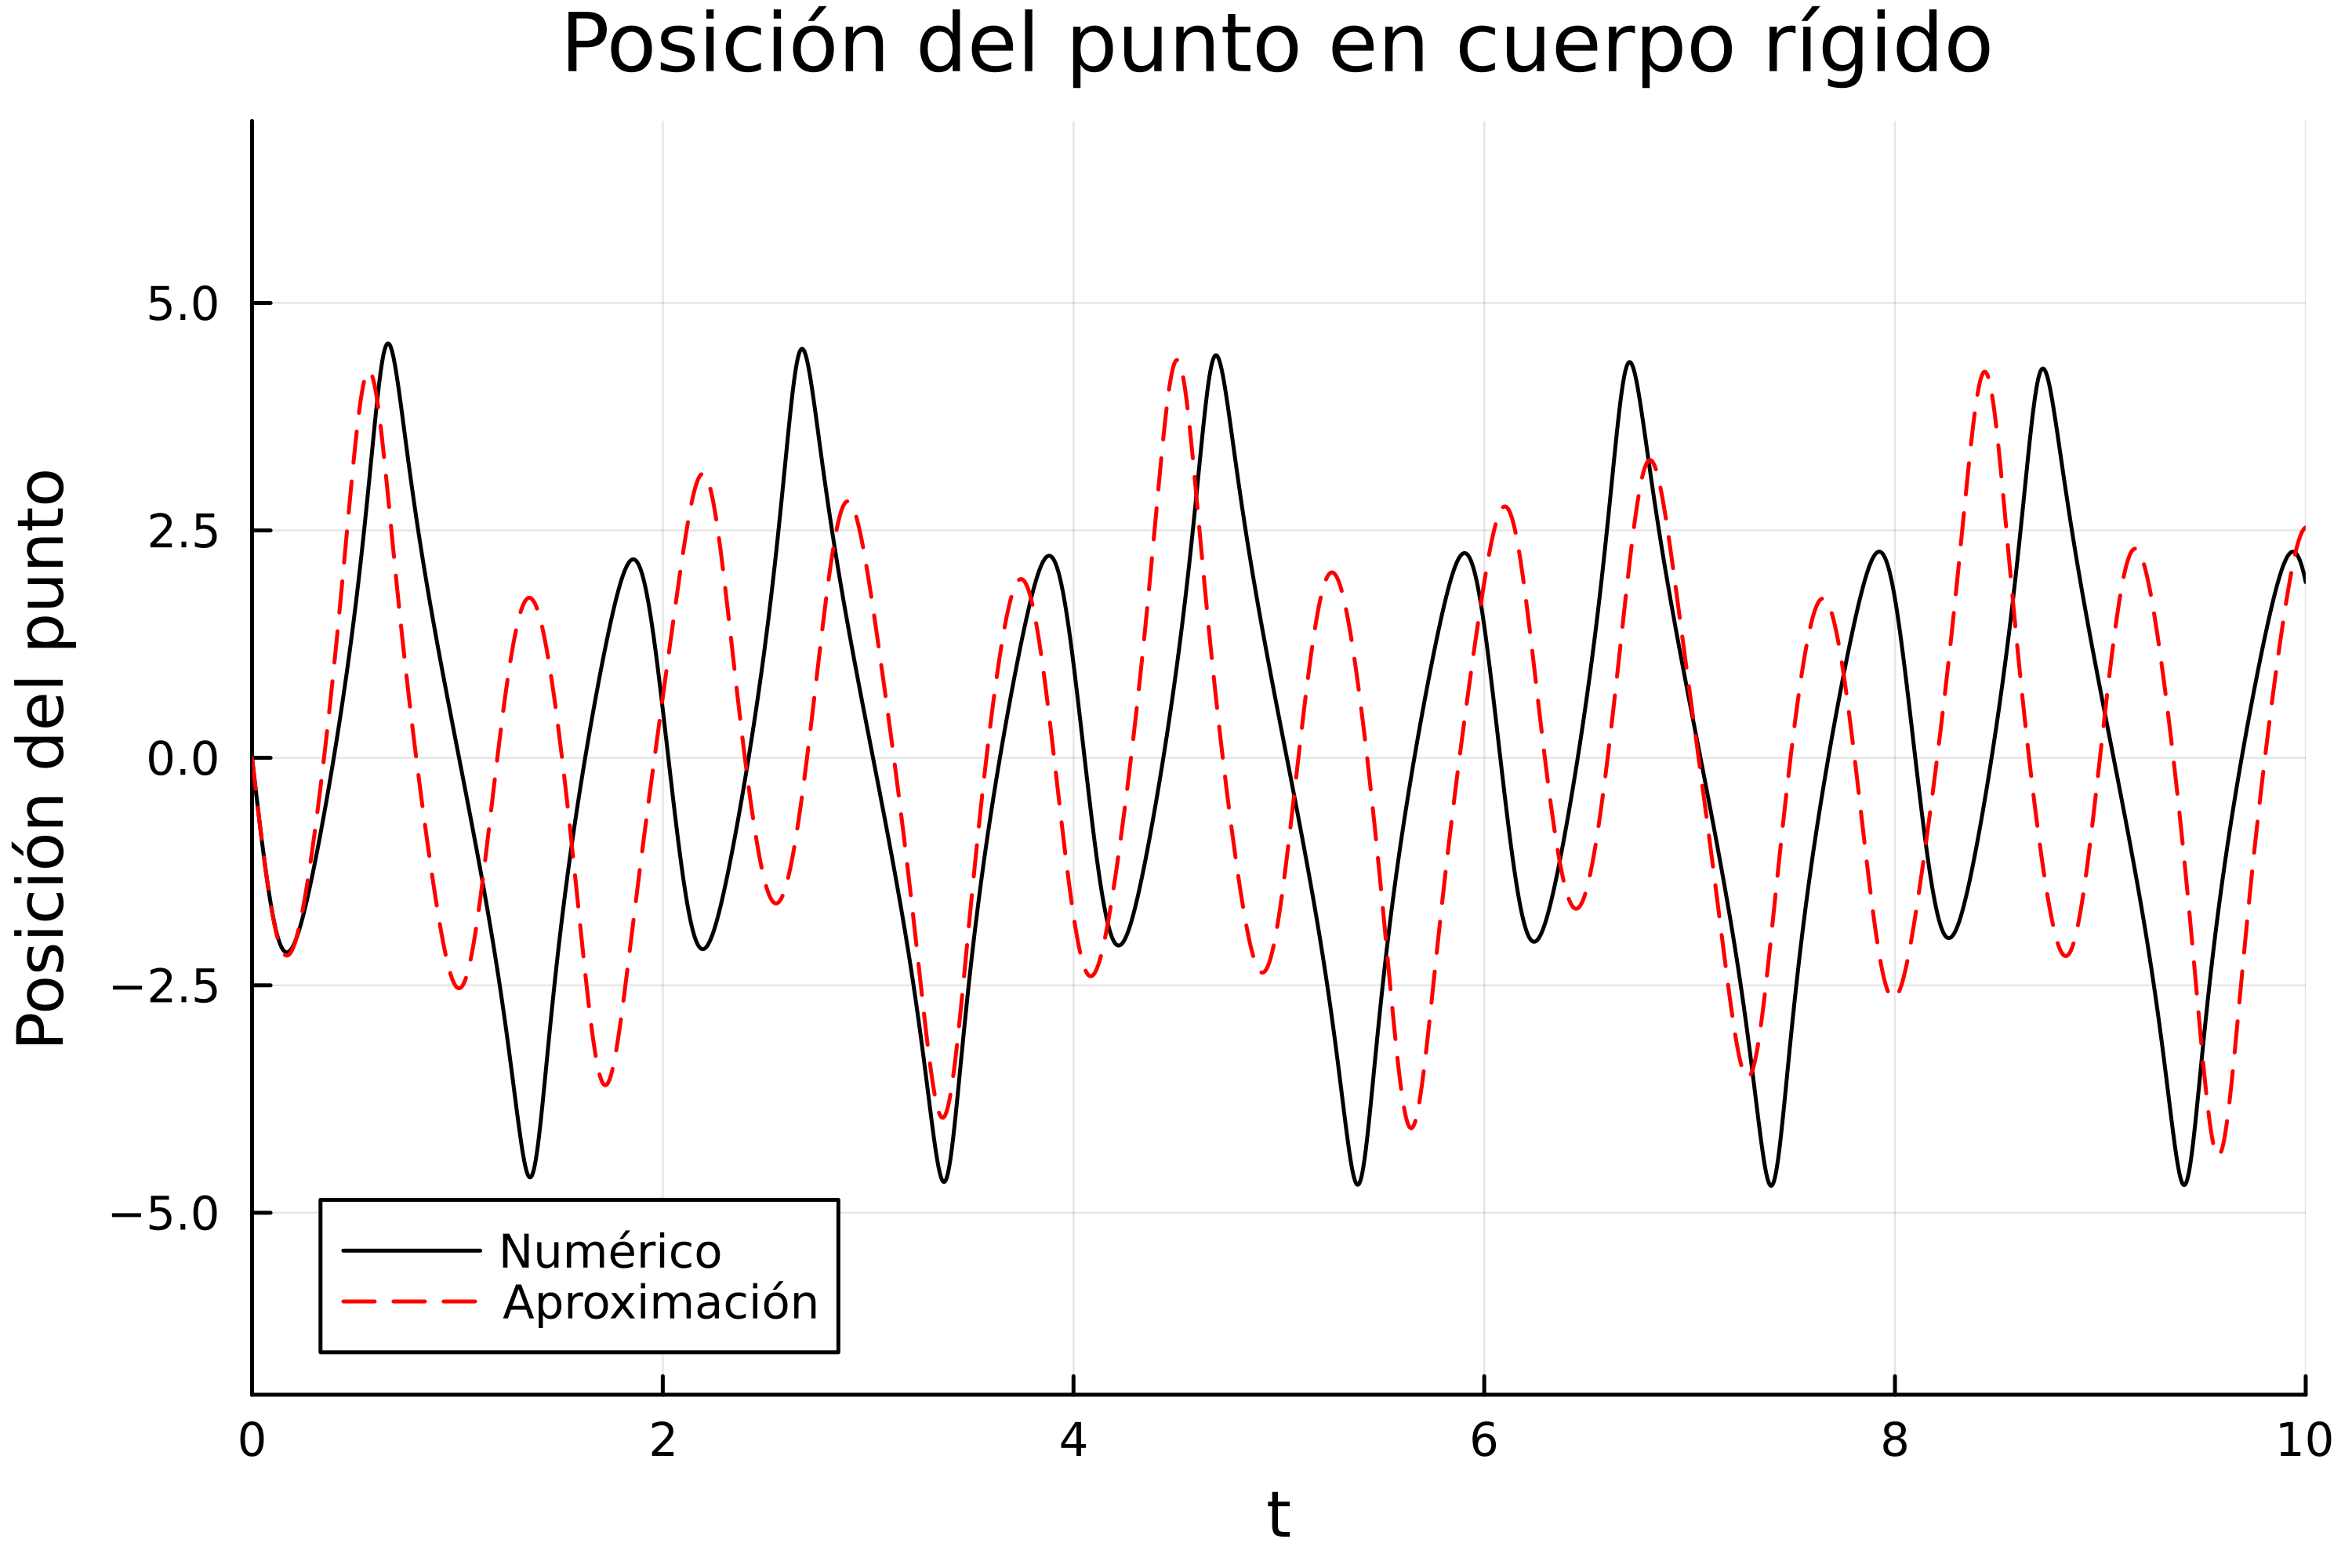 Posición del punto en cuerpo rígido
Posición del punto
5.0
2.5
0.0
−2.5
−5.0
Numérico
Aproximación
0 2 4 6 8 10
t